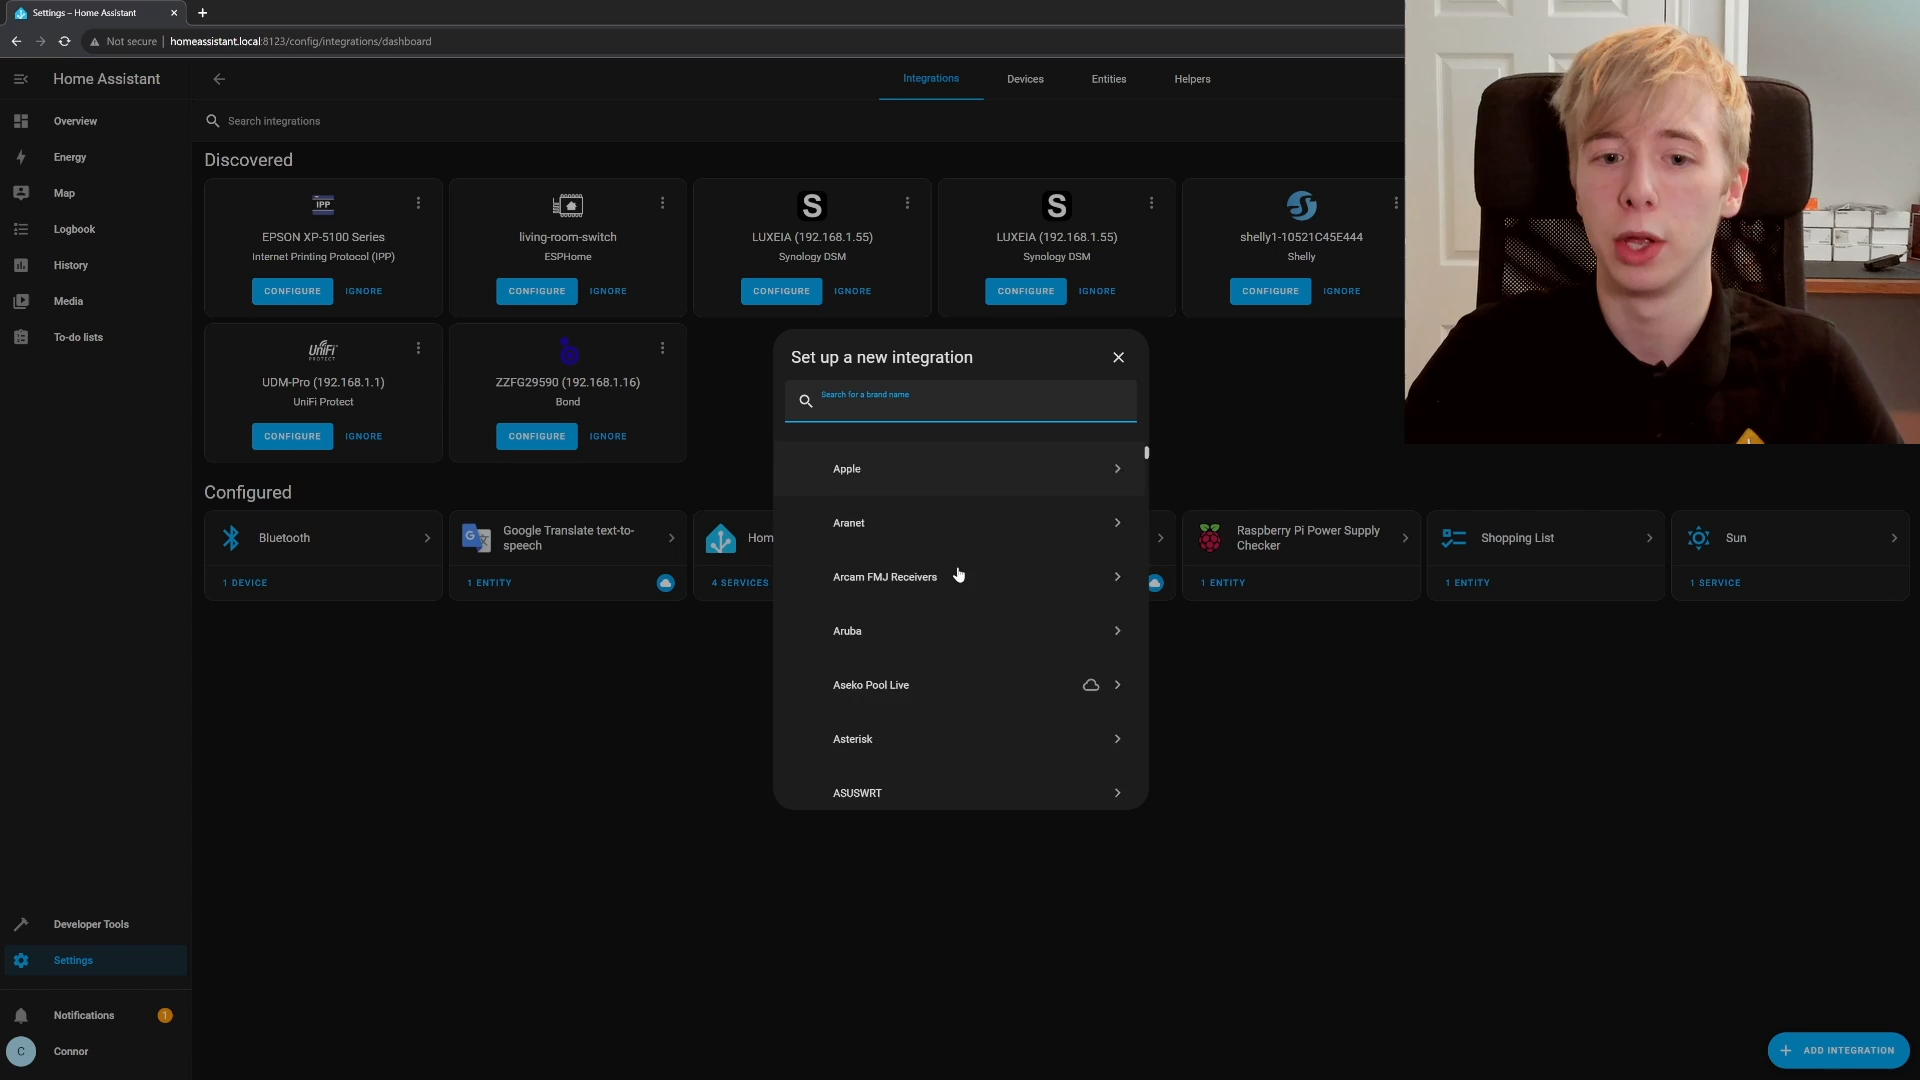 Settings – Home Assistant
Not secure
homeassistant.local:8123/config/integrations/dashboard
Home Assistant
Integrations
Devices
Entities
Helpers
Overview
Energy
Map
Logbook
History
Media
To-do lists
Search integrations
Discovered
IPP
EPSON XP-5100 Series
Internet Printing Protocol (IPP)
CONFIGURE
IGNORE
living-room-switch
ESPHome
CONFIGURE
IGNORE
S
LUXEIA (192.168.1.55)
Synology DSM
CONFIGURE
IGNORE
S
LUXEIA (192.168.1.55)
Synology DSM
CONFIGURE
IGNORE
shelly1-10521C45E444
Shelly
CONFIGURE
IGNORE
UniFi
PROTECT
UDM-Pro (192.168.1.1)
UniFi Protect
CONFIGURE
IGNORE
ZZFG29590 (192.168.1.16)
Bond
CONFIGURE
IGNORE
Set up a new integration
Search for a brand name
Apple
Aranet
Arcam FMJ Receivers
Aruba
Aseko Pool Live
Asterisk
ASUSWRT
Configured
Bluetooth
1 DEVICE
Google Translate text-to-
speech
1 ENTITY
Hom
4 SERVICES
Raspberry Pi Power Supply
Checker
1 ENTITY
Shopping List
1 ENTITY
Sun
1 SERVICE
Developer Tools
Settings
Notifications
1
C
Connor
ADD INTEGRATION